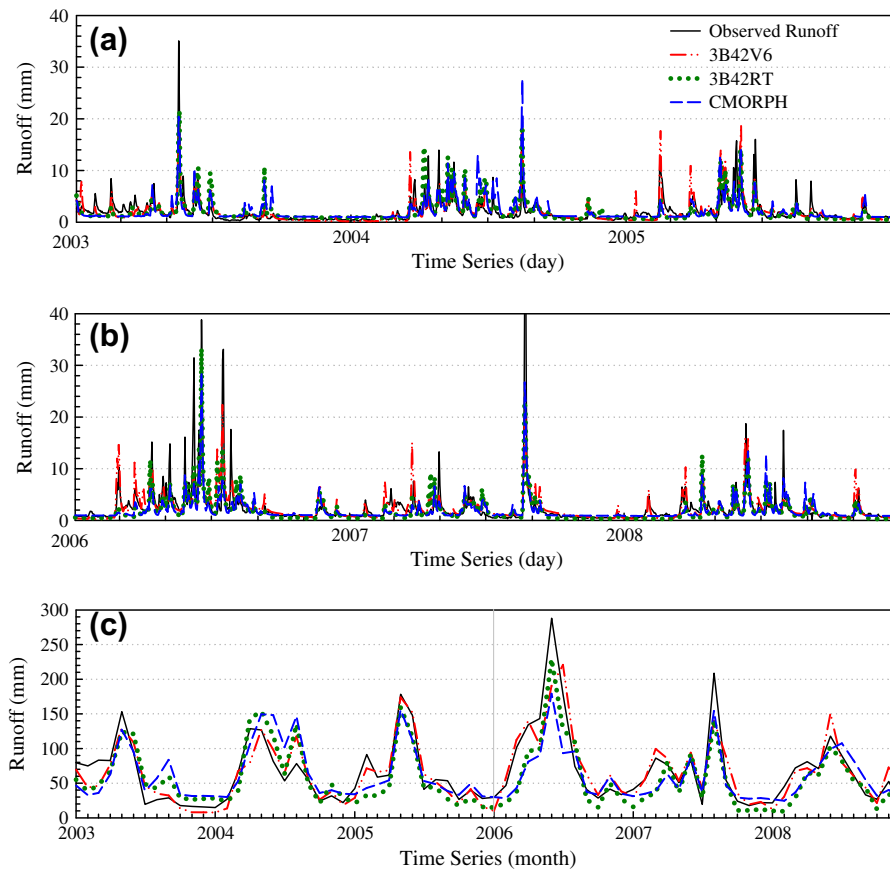 (a)
Runoff (mm)
40
30
20
10
0
Observed Runoff
3B42V6
3B42RT
CMORPH
2003 2004 2005
Time Series (day)
(b)
Runoff (mm)
40
30
20
10
0
2006 2007 2008
Time Series (day)
(c)
Runoff (mm)
300
250
200
150
100
50
0
2003 2004 2005 2006 2007 2008
Time Series (month)